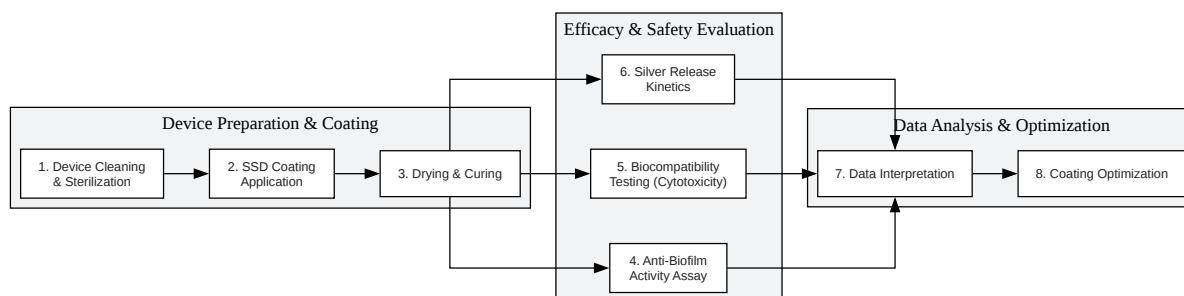 Efficacy & Safety Evaluation
6. Silver Release
Kinetics
Device Preparation & Coating
Data Analysis & Optimization
1. Device Cleaning
& Sterilization
2. SSD Coating
Application
3. Drying & Curing
5. Biocompatibility
Testing (Cytotoxicity)
7. Data Interpretation
8. Coating Optimization
4. Anti-Biofilm
Activity Assay